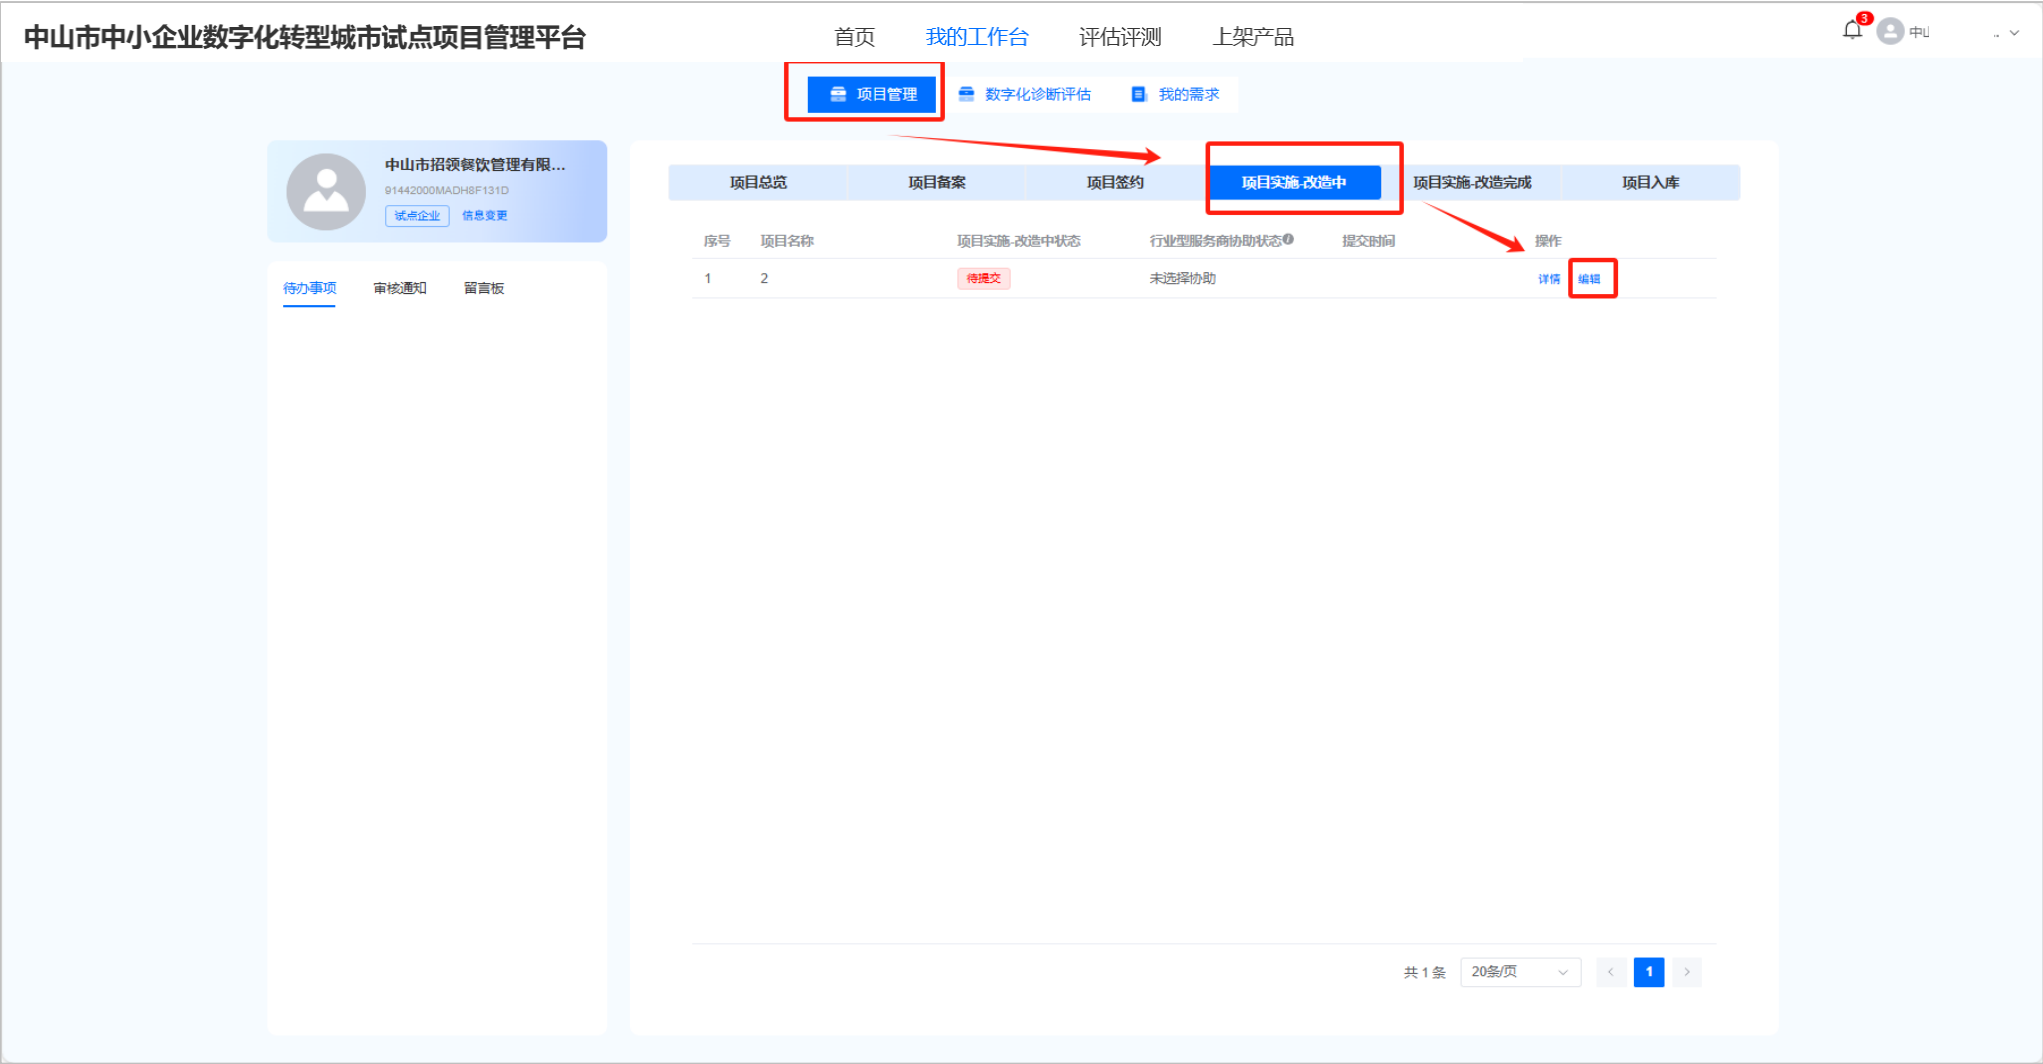 中山市中小企业数字化转型城市试点项目管理平台
首页 我的工作台 评估评测 上架产品
3
项目管理 数字化诊断评估 我的需求
中山市招领餐饮管理有限...
91442000MADH8F131D
试点企业 信息变更
待办事项 审核通知 留言板
项目总览 项目备案 项目签约 项目实施-改造中 项目实施-改造完成 项目入库
序号 项目名称 项目实施-改造中状态 行业型服务商协助状态 提交时间 操作
1 2 待提交 未选择协助 详情 编辑
共 1 条 20条/页 1